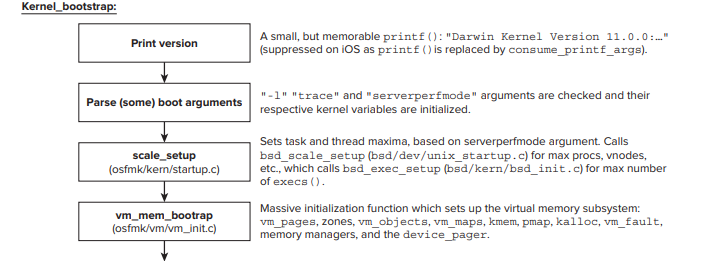 Kernel_bootstrap:
Print version
A small, but memorable printf(): "Darwin Kernel Version 11.0.0:…"
(suppressed on iOS as printf()is replaced by consume_printf_args).
Parse (some) boot arguments
"-l" "trace" and "serverperfmode" arguments are checked and their
respective kernel variables are initialized.
scale_setup
(osfmk/kern/startup.c)
Sets task and thread maxima, based on serverperfmode argument. Calls
bsd_scale_setup (bsd/dev/unix_startup.c) for max procs, vnodes,
etc., which calls bsd_exec_setup (bsd/kern/bsd_init.c) for max number
of execs().
vm_mem_bootrap
(osfmk/vm/vm_init.c)
Massive initialization function which sets up the virtual memory subsystem:
vm_pages, zones, vm_objects, vm_maps, kmem, pmap, kalloc, vm_fault,
memory managers, and the device_pager.